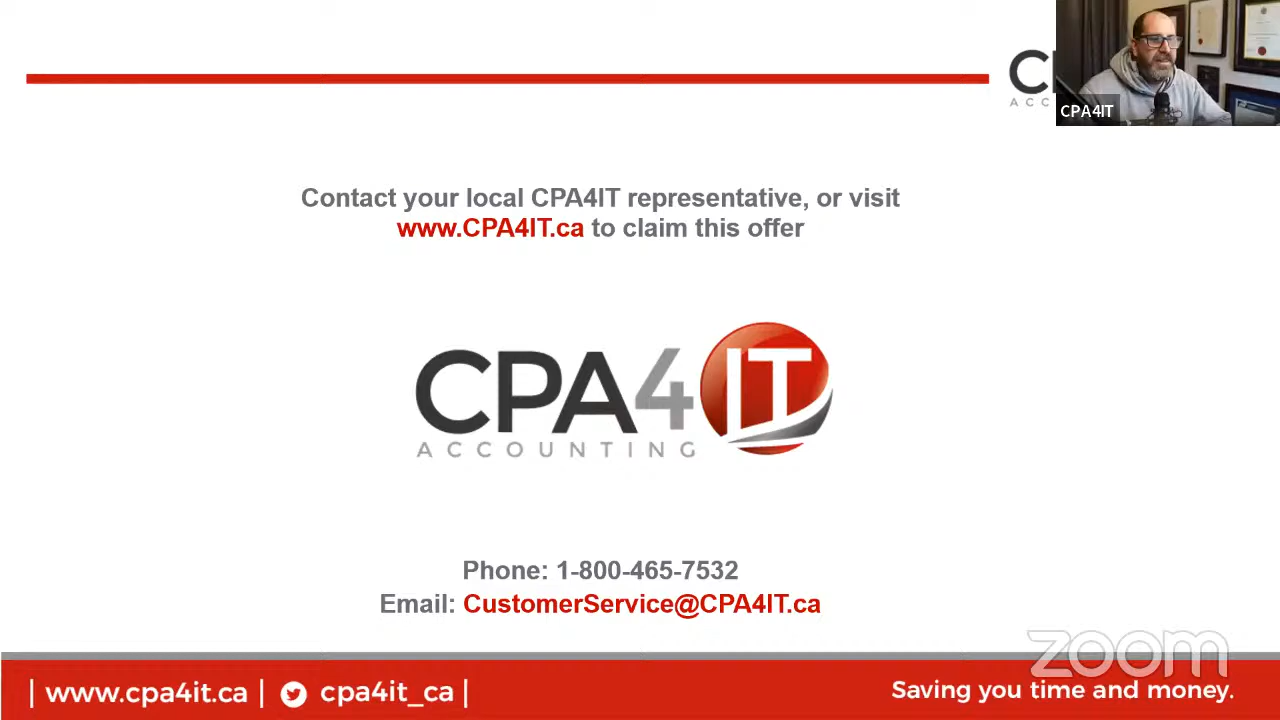 CPA4IT
Contact your local CPA4IT representative, or visit
www.CPA4IT.ca to claim this offer
CPA4IT
ACCOUNTING
Phone: 1-800-465-7532
Email: CustomerService@CPA4IT.ca
zoom
| www.cpa4it.ca | cpa4it_ca |
Saving you time and money.